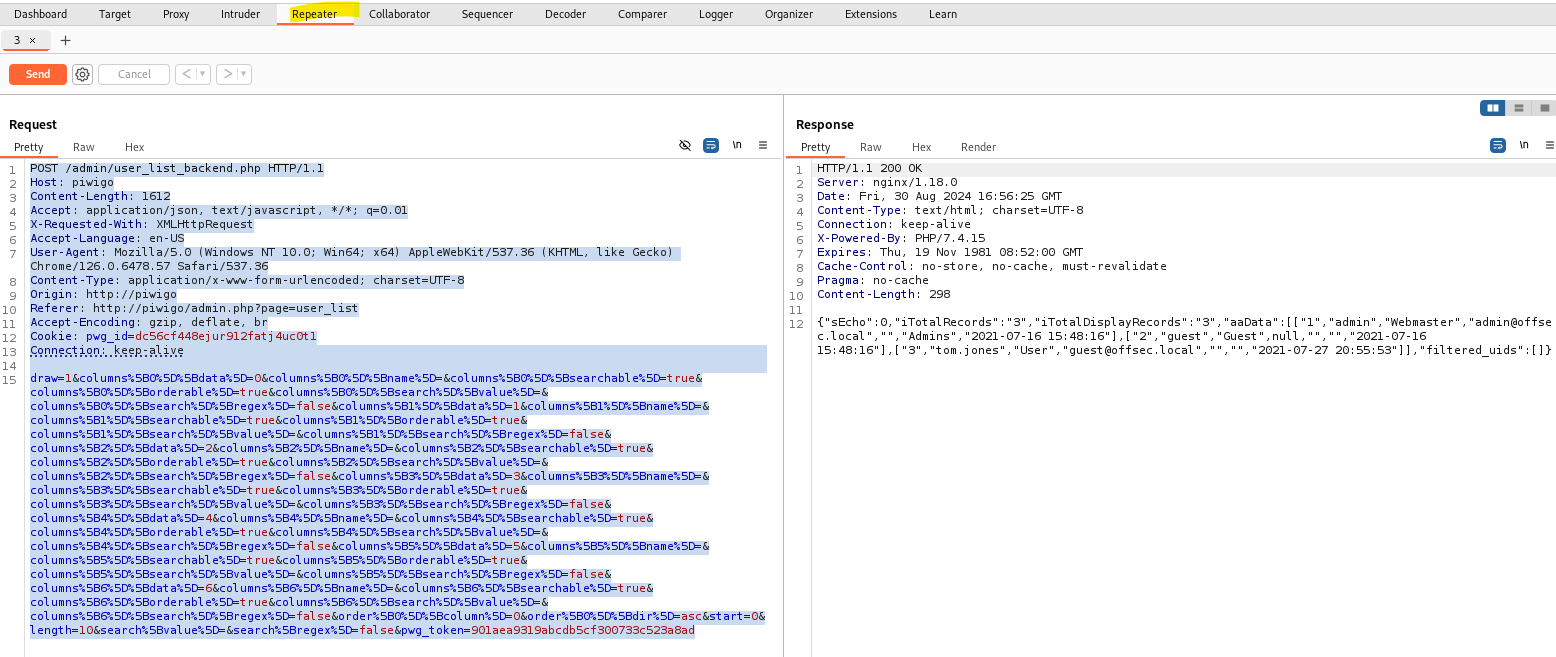 Dashboard Target Proxy Intruder Repeater Collaborator Sequencer Decoder Comparer Logger Organizer Extensions Learn
3 × +
Send Cancel < ▾ > ▾
Request
Pretty Raw Hex \n ≡
1 POST /admin/user_list_backend.php HTTP/1.1
2 Host: piwigo
3 Content-Length: 1612
4 Accept: application/json, text/javascript, */*; q=0.01
5 X-Requested-With: XMLHttpRequest
6 Accept-Language: en-US
7 User-Agent: Mozilla/5.0 (Windows NT 10.0; Win64; x64) AppleWebKit/537.36 (KHTML, like Gecko)
Chrome/126.0.6478.57 Safari/537.36
8 Content-Type: application/x-www-form-urlencoded; charset=UTF-8
9 Origin: http://piwigo
10 Referer: http://piwigo/admin.php?page=user_list
11 Accept-Encoding: gzip, deflate, br
12 Cookie: pwg_id=dc56cf448ejur912fatj4uc0t1
13 Connection: keep-alive
14
15 draw=1&columns%5B0%5D%5Bdata%5D=0&columns%5B0%5D%5Bname%5D=&columns%5B0%5D%5Bsearchable%5D=true&
columns%5B0%5D%5Borderable%5D=true&columns%5B0%5D%5Bsearch%5D%5Bvalue%5D=&
columns%5B0%5D%5Bsearch%5D%5Bregex%5D=false&columns%5B1%5D%5Bdata%5D=1&columns%5B1%5D%5Bname%5D=&
columns%5B1%5D%5Bsearchable%5D=true&columns%5B1%5D%5Borderable%5D=true&
columns%5B1%5D%5Bsearch%5D%5Bvalue%5D=&columns%5B1%5D%5Bsearch%5D%5Bregex%5D=false&
columns%5B2%5D%5Bdata%5D=2&columns%5B2%5D%5Bname%5D=&columns%5B2%5D%5Bsearchable%5D=true&
columns%5B2%5D%5Borderable%5D=true&columns%5B2%5D%5Bsearch%5D%5Bvalue%5D=&
columns%5B2%5D%5Bsearch%5D%5Bregex%5D=false&columns%5B3%5D%5Bdata%5D=3&columns%5B3%5D%5Bname%5D=&
columns%5B3%5D%5Bsearchable%5D=true&columns%5B3%5D%5Borderable%5D=true&
columns%5B3%5D%5Bsearch%5D%5Bvalue%5D=&columns%5B3%5D%5Bsearch%5D%5Bregex%5D=false&
columns%5B4%5D%5Bdata%5D=4&columns%5B4%5D%5Bname%5D=&columns%5B4%5D%5Bsearchable%5D=true&
columns%5B4%5D%5Borderable%5D=true&columns%5B4%5D%5Bsearch%5D%5Bvalue%5D=&
columns%5B4%5D%5Bsearch%5D%5Bregex%5D=false&columns%5B5%5D%5Bdata%5D=5&columns%5B5%5D%5Bname%5D=&
columns%5B5%5D%5Bsearchable%5D=true&columns%5B5%5D%5Borderable%5D=true&
columns%5B5%5D%5Bsearch%5D%5Bvalue%5D=&columns%5B5%5D%5Bsearch%5D%5Bregex%5D=false&
columns%5B6%5D%5Bdata%5D=6&columns%5B6%5D%5Bname%5D=&columns%5B6%5D%5Bsearchable%5D=true&
columns%5B6%5D%5Borderable%5D=true&columns%5B6%5D%5Bsearch%5D%5Bvalue%5D=&
columns%5B6%5D%5Bsearch%5D%5Bregex%5D=false&order%5B0%5D%5Bcolumn%5D=0&order%5B0%5D%5Bdir%5D=asc&start=0&
length=10&search%5Bvalue%5D=&search%5Bregex%5D=false&pwg_token=901aea9319abcdb5cf300733c523a8ad
Response
Pretty Raw Hex Render \n ≡
1 HTTP/1.1 200 OK
2 Server: nginx/1.18.0
3 Date: Fri, 30 Aug 2024 16:56:25 GMT
4 Content-Type: text/html; charset=UTF-8
5 Connection: keep-alive
6 X-Powered-By: PHP/7.4.15
7 Expires: Thu, 19 Nov 1981 08:52:00 GMT
8 Cache-Control: no-store, no-cache, must-revalidate
9 Pragma: no-cache
10 Content-Length: 298
11
12 {"sEcho":0,"iTotalRecords":"3","iTotalDisplayRecords":"3","aaData":[["1","admin","Webmaster","admin@offse
c.local","","Admins","2021-07-16 15:48:16"],["2","guest","Guest",null,"","","2021-07-16
15:48:16"],["3","tom.jones","User","guest@offsec.local","","","2021-07-27 20:55:53"]],"filtered_uids":[]}